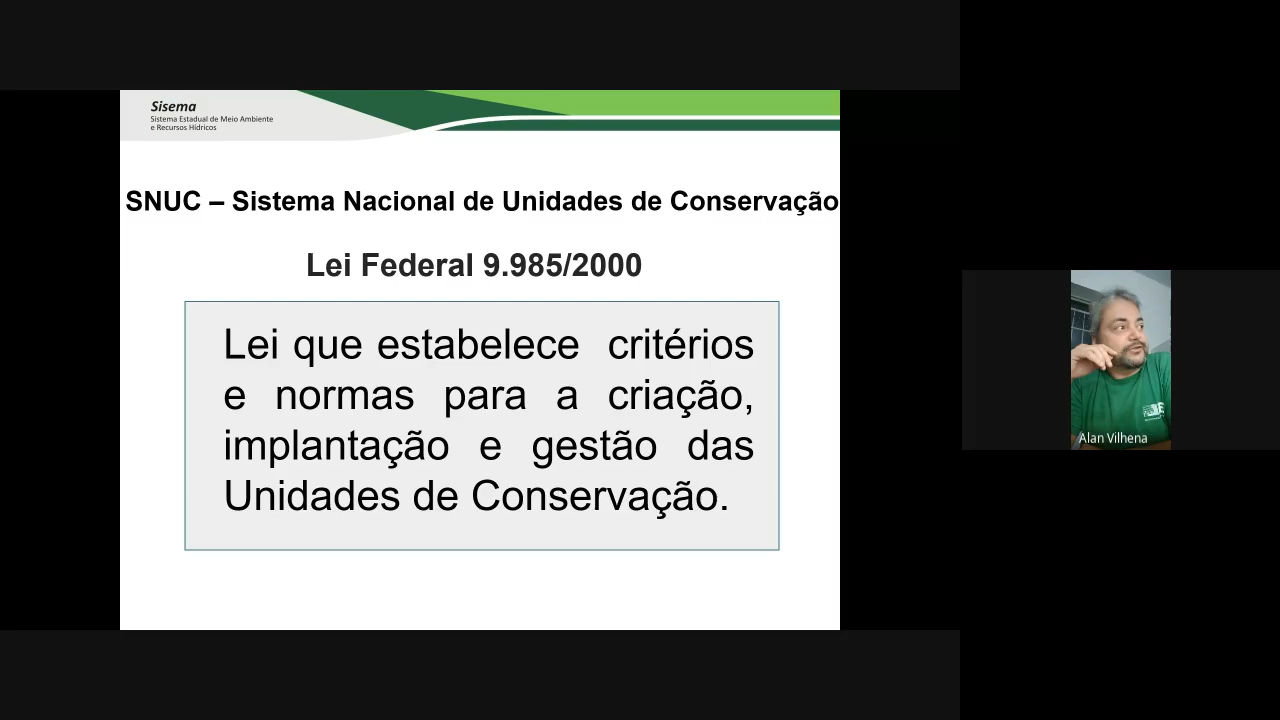 Sisema
Sistema Estadual de Meio Ambiente
e Recursos Hídricos
SNUC – Sistema Nacional de Unidades de Conservação
Lei Federal 9.985/2000
Lei que estabelece critérios
e normas para a criação,
implantação e gestão das
Unidades de Conservação.
Alan Vilhena